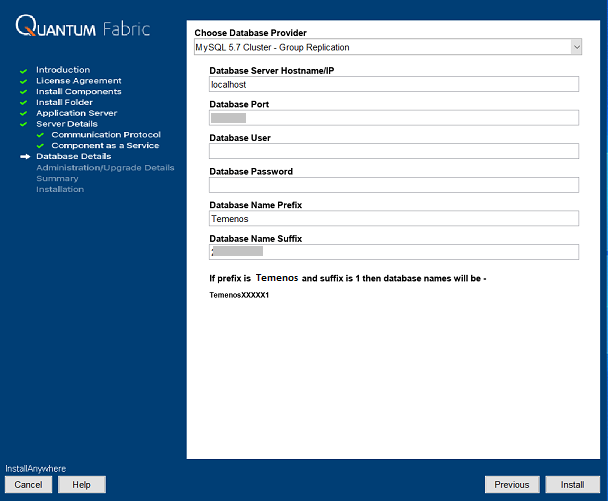 QUANTUM Fabric
Introduction
License Agreement
Install Components
Install Folder
Application Server
Server Details
Communication Protocol
Component as a Service
Database Details
Administration/Upgrade Details
Summary
Installation
Choose Database Provider
MySQL 5.7 Cluster - Group Replication
Database Server Hostname/IP
localhost
Database Port
Database User
Database Password
Database Name Prefix
Temenos
Database Name Suffix
If prefix is Temenos and sufix is 1 then database names will be -
TemenosXXXXX1
InstallAnywhere
Cancel
Help
Previous
Install